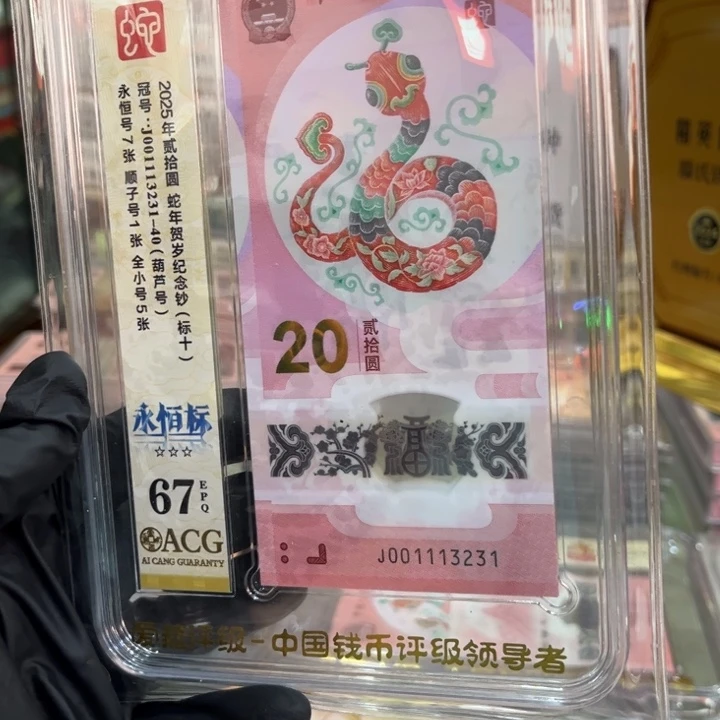 蛇
2025年贰拾圆 蛇年贺岁纪念钞(标十)
冠号:J001113231-40(葫芦号)
永恒号7张 顺子号1张 全小号5张
永恒标
☆☆☆
67 EPQ
ACG
AI CANG GUARANTY
20 贰拾圆
福
J001113231
评级-中国钱币评级领导者